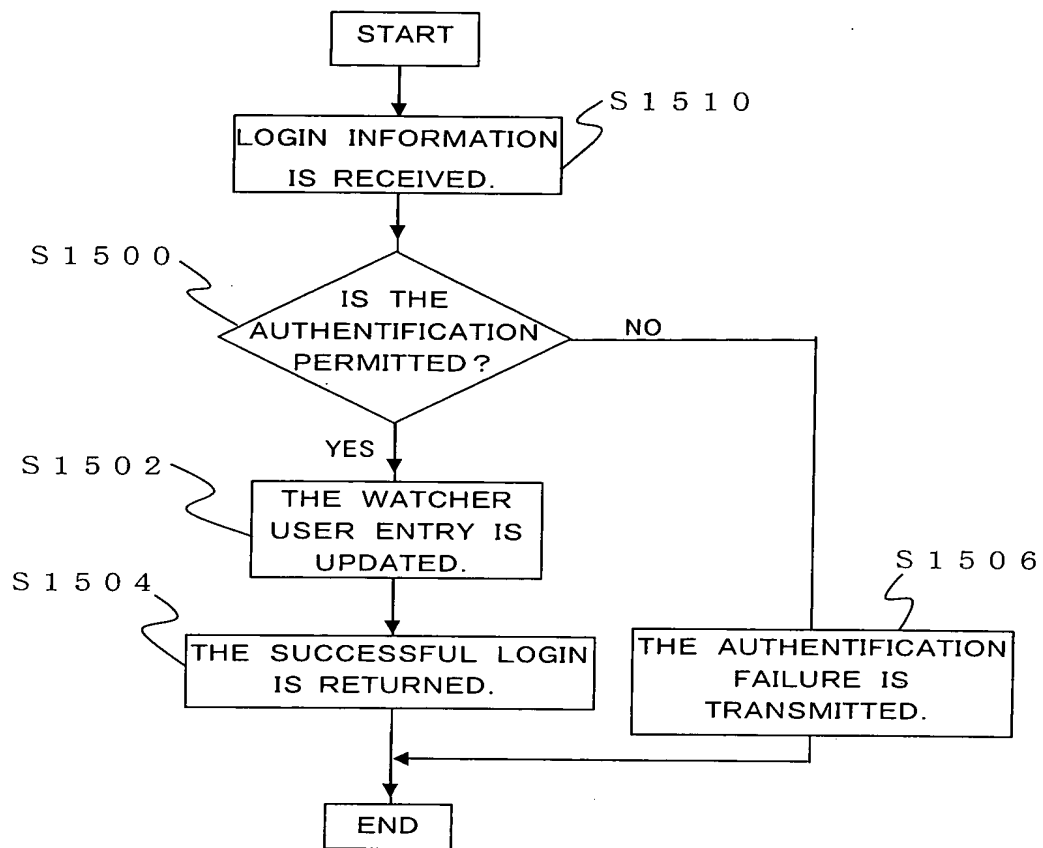 START
S1510
LOGIN INFORMATION
IS RECEIVED.
S1500
IS THE
AUTHENTIFICATION
PERMITTED?
NO
YES
S1502
THE WATCHER
USER ENTRY IS
UPDATED.
S1506
S1504
THE SUCCESSFUL LOGIN
IS RETURNED.
THE AUTHENTIFICATION
FAILURE IS
TRANSMITTED.
END